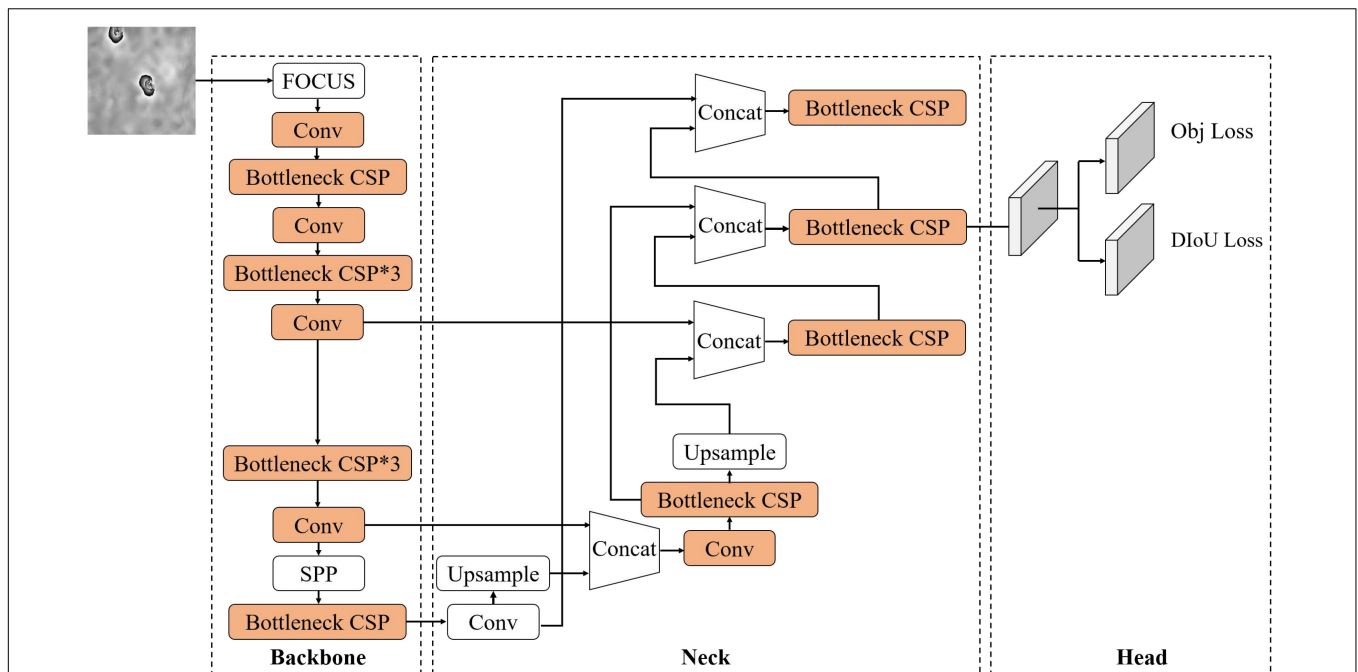 FOCUS
Conv
Bottleneck CSP
Conv
Bottleneck CSP*3
Conv
Bottleneck CSP*3
Conv
SPP
Bottleneck CSP
Backbone
Concat
Bottleneck CSP
Concat
Bottleneck CSP
Concat
Bottleneck CSP
Upsample
Bottleneck CSP
Conv
Concat
Upsample
Conv
Neck
Obj Loss
DIoU Loss
Head